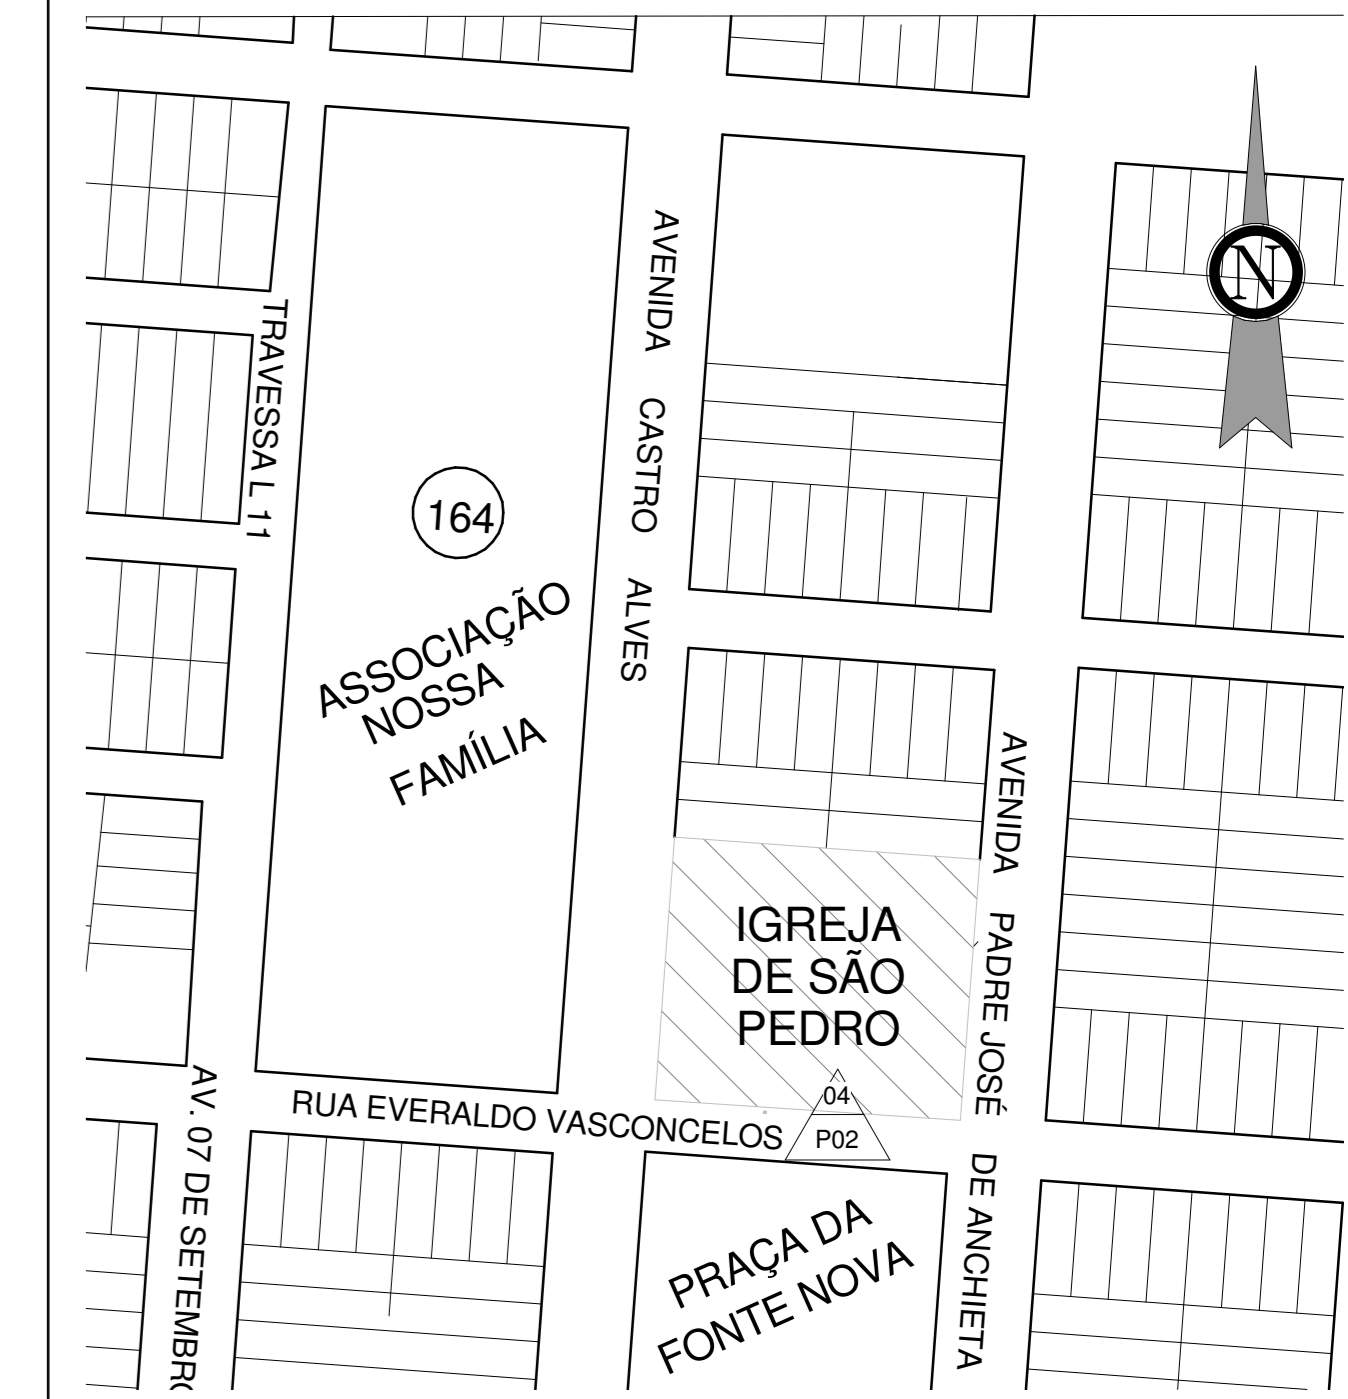 N
TRAVESSA L 11
AVENIDA CASTRO ALVES
164
ASSOCIAÇÃO
NOSSA
FAMÍLIA
AVENIDA PADRE JOSÉ DE ANCHIETA
IGREJA
DE SÃO
PEDRO
04
P02
RUA EVERALDO VASCONCELOS
AV. 07 DE SETEMBRO
PRAÇA DA
FONTE NOVA